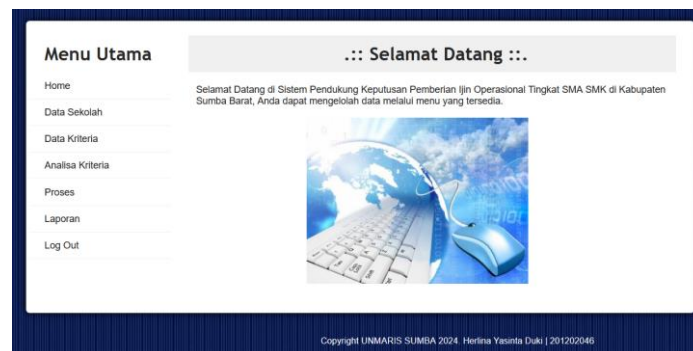 Menu Utama
Home
Data Sekolah
Data Kriteria
Analisa Kriteria
Proses
Laporan
Log Out
.:: Selamat Datang ::.
Selamat Datang di Sistem Pendukung Keputusan Pemberian Ijin Operasional Tingkat SMA SMK di Kabupaten
Sumba Barat, Anda dapat mengelolah data melalui menu yang tersedia.
Copyright UNMARIS SUMBA 2024. Herlina Yasinta Duki | 201202046